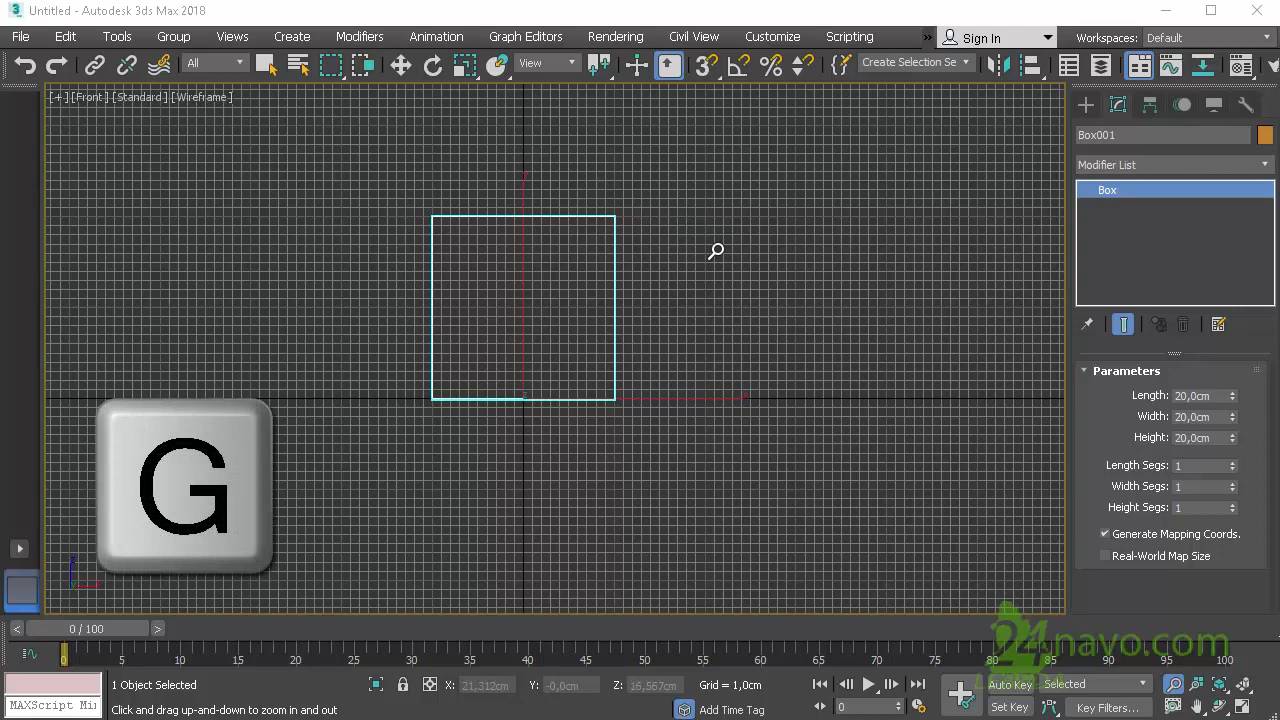 Untitled - Autodesk 3ds Max 2018
File Edit Tools Group Views Create Modifiers Animation Graph Editors Rendering Civil View Customize Scripting » Sign In Workspaces: Default
All View Create Selection Se
[+] [Front] [Standard] [Wireframe]
Box001
Modifier List
Box
Parameters
Length: 20,0cm
Width: 20,0cm
Height: 20,0cm
Length Segs: 1
Width Segs: 1
Height Segs: 1
Generate Mapping Coords.
Real-World Map Size
G
24navo.com
< 0 / 100 >
0 5 10 15 20 25 30 35 40 45 50 55 60 65 70 75 80 85 90 95 100
1 Object Selected X: 21,312cm Y: -0,0cm Z: 16,567cm Grid = 1,0cm Auto Key Selected
MAXScript Mi Click and drag up-and-down to zoom in and out Add Time Tag 0 Set Key Key Filters...